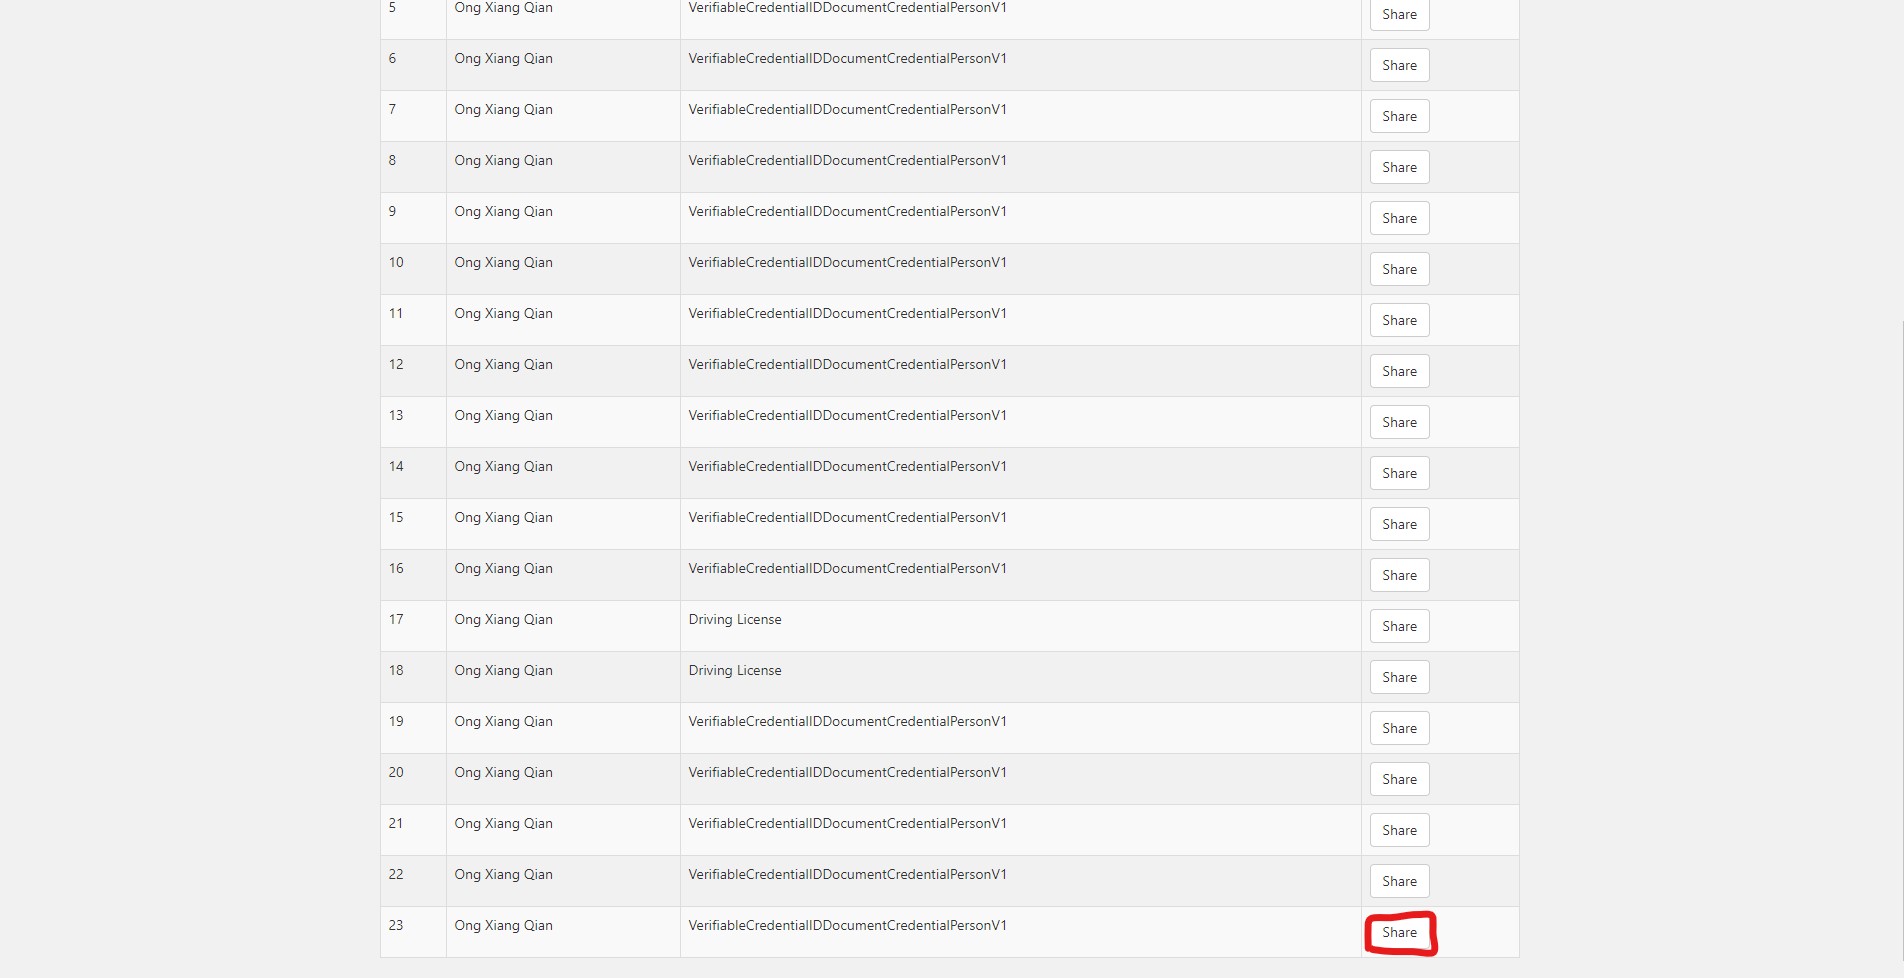 5 Ong Xiang Qian VerifiableCredentialIDDocumentCredentialPersonV1 Share
6 Ong Xiang Qian VerifiableCredentialIDDocumentCredentialPersonV1 Share
7 Ong Xiang Qian VerifiableCredentialIDDocumentCredentialPersonV1 Share
8 Ong Xiang Qian VerifiableCredentialIDDocumentCredentialPersonV1 Share
9 Ong Xiang Qian VerifiableCredentialIDDocumentCredentialPersonV1 Share
10 Ong Xiang Qian VerifiableCredentialIDDocumentCredentialPersonV1 Share
11 Ong Xiang Qian VerifiableCredentialIDDocumentCredentialPersonV1 Share
12 Ong Xiang Qian VerifiableCredentialIDDocumentCredentialPersonV1 Share
13 Ong Xiang Qian VerifiableCredentialIDDocumentCredentialPersonV1 Share
14 Ong Xiang Qian VerifiableCredentialIDDocumentCredentialPersonV1 Share
15 Ong Xiang Qian VerifiableCredentialIDDocumentCredentialPersonV1 Share
16 Ong Xiang Qian VerifiableCredentialIDDocumentCredentialPersonV1 Share
17 Ong Xiang Qian Driving License Share
18 Ong Xiang Qian Driving License Share
19 Ong Xiang Qian VerifiableCredentialIDDocumentCredentialPersonV1 Share
20 Ong Xiang Qian VerifiableCredentialIDDocumentCredentialPersonV1 Share
21 Ong Xiang Qian VerifiableCredentialIDDocumentCredentialPersonV1 Share
22 Ong Xiang Qian VerifiableCredentialIDDocumentCredentialPersonV1 Share
23 Ong Xiang Qian VerifiableCredentialIDDocumentCredentialPersonV1 Share